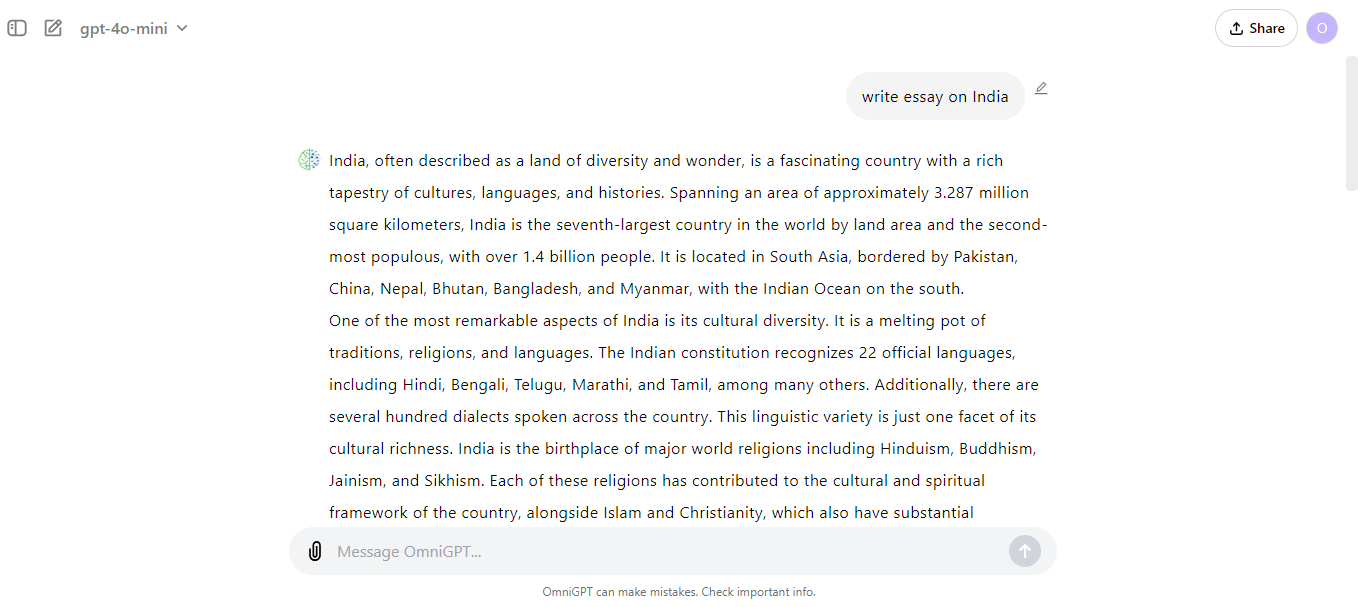 gpt-4o-mini
Share
O
write essay on India
India, often described as a land of diversity and wonder, is a fascinating country with a rich
tapestry of cultures, languages, and histories. Spanning an area of approximately 3.287 million
square kilometers, India is the seventh-largest country in the world by land area and the second-
most populous, with over 1.4 billion people. It is located in South Asia, bordered by Pakistan,
China, Nepal, Bhutan, Bangladesh, and Myanmar, with the Indian Ocean on the south.
One of the most remarkable aspects of India is its cultural diversity. It is a melting pot of
traditions, religions, and languages. The Indian constitution recognizes 22 official languages,
including Hindi, Bengali, Telugu, Marathi, and Tamil, among many others. Additionally, there are
several hundred dialects spoken across the country. This linguistic variety is just one facet of its
cultural richness. India is the birthplace of major world religions including Hinduism, Buddhism,
Jainism, and Sikhism. Each of these religions has contributed to the cultural and spiritual
framework of the country, alongside Islam and Christianity, which also have substantial
Message OmniGPT...
OmniGPT can make mistakes. Check important info.